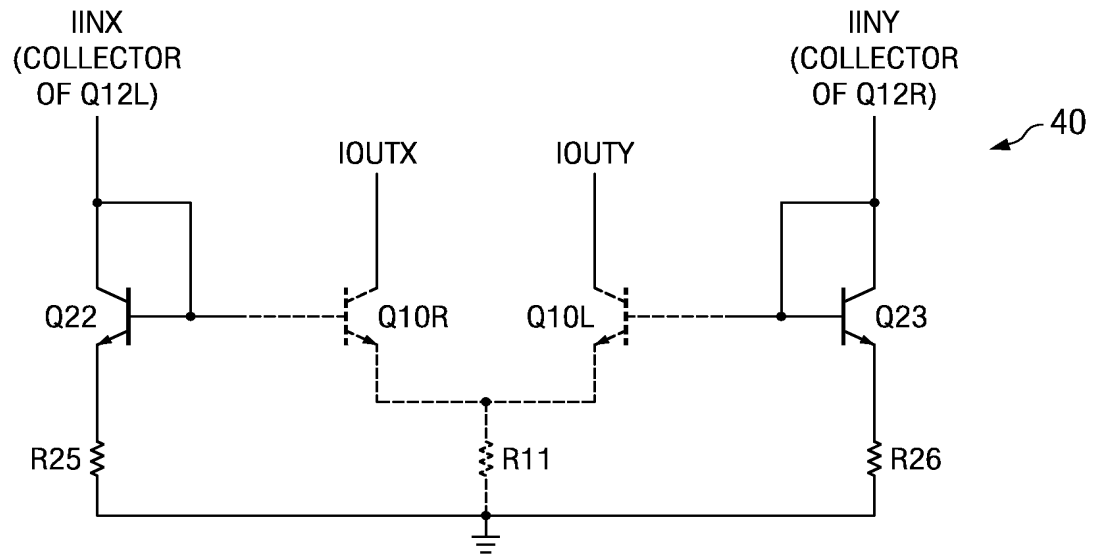 IINX
(COLLECTOR
OF Q12L)
IINY
(COLLECTOR
OF Q12R)
40
IOUTX
IOUTY
Q22
Q10R
Q10L
Q23
R25
R11
R26